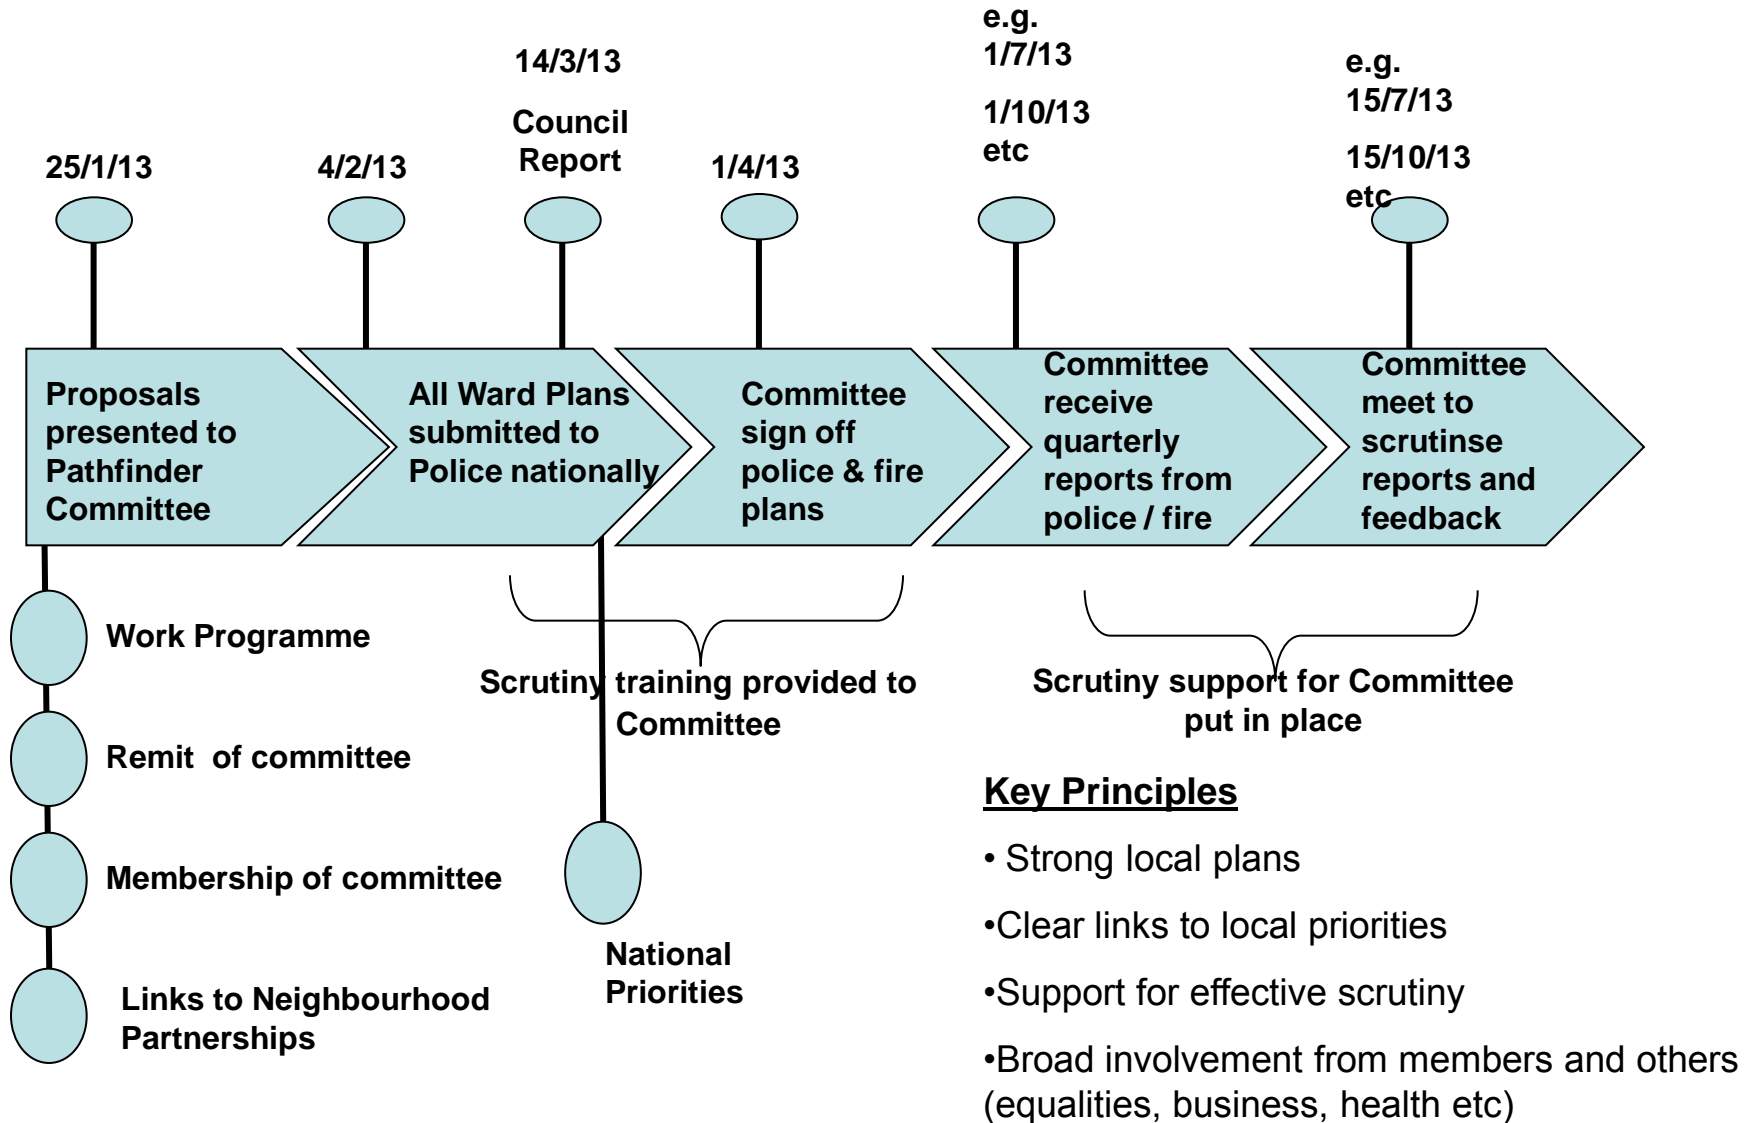 25/1/13
4/2/13
14/3/13
Council
Report
1/4/13
e.g.
1/7/13
1/10/13
etc
e.g.
15/7/13
15/10/13
etc
Proposals
presented to
Pathfinder
Committee
All Ward Plans
submitted to
Police nationally
Committee
sign off
police & fire
plans
Committee
receive
quarterly
reports from
police / fire
Committee
meet to
scrutinse
reports and
feedback
Work Programme
Remit of committee
Membership of committee
Links to Neighbourhood
Partnerships
Scrutiny training provided to
Committee
National
Priorities
Scrutiny support for Committee
put in place
Key Principles
• Strong local plans
•Clear links to local priorities
•Support for effective scrutiny
•Broad involvement from members and others
(equalities, business, health etc)